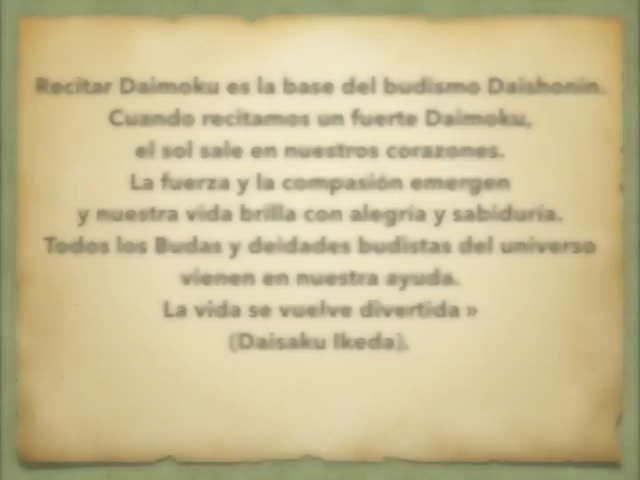 Recitar Daimoku es la base del budismo Daishonin.
Cuando recitamos un fuerte Daimoku,
el sol sale en nuestros corazones.
La fuerza y la compasión emergen
y nuestra vida brilla con alegría y sabiduría.
Todos los Budas y deidades budistas del universo
vienen en nuestra ayuda.
La vida se vuelve divertida »
(Daisaku Ikeda).